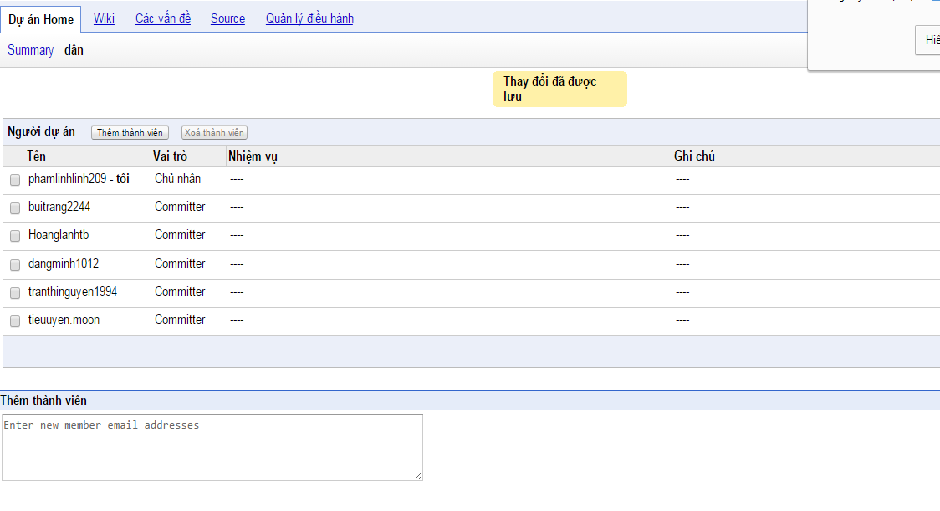 Dự án Home Wiki Các vấn đề Source Quản lý điều hành
Hiể
Summary dân
Thay đổi đã được
lưu
Người dự án Thêm thành viên Xoá thành viên
Tên Vai trò Nhiệm vụ Ghi chú
phamlinhlinh209 - tôi Chủ nhân ---- ----
buitrang2244 Committer ---- ----
Hoanglanhtb Committer ---- ----
dangminh1012 Committer ---- ----
tranthinguyen1994 Committer ---- ----
tieuuyen.moon Committer ---- ----
Thêm thành viên
Enter new member email addresses